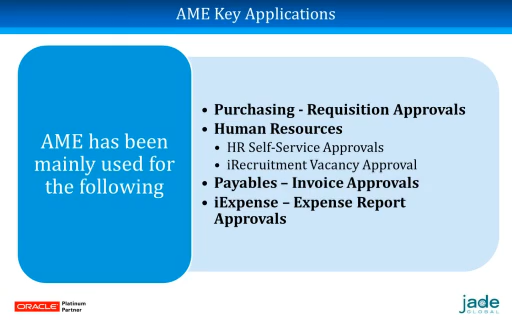 AME Key Applications
AME has been
mainly used for
the following
• Purchasing - Requisition Approvals
• Human Resources
• HR Self-Service Approvals
• iRecruitment Vacancy Approval
• Payables – Invoice Approvals
• iExpense – Expense Report
Approvals
ORACLE Platinum
Partner
jade
GLOBAL